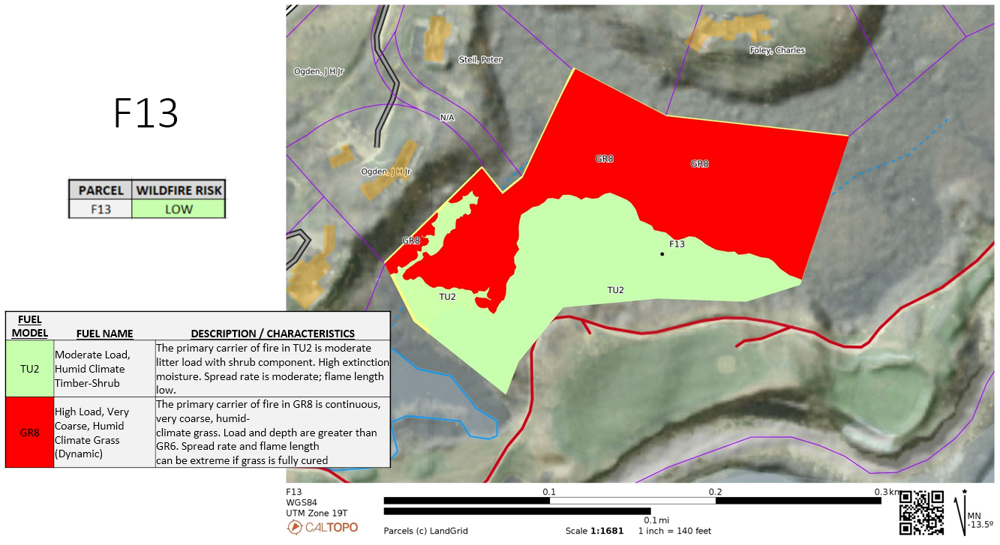 F13
PARCEL WILDFIRE RISK
F13 LOW
FUEL MODEL FUEL NAME DESCRIPTION / CHARACTERISTICS
TU2
Moderate Load,
Humid Climate
Timber-Shrub
The primary carrier of fire in TU2 is moderate
litter load with shrub component. High extinction
moisture. Spread rate is moderate; flame length
low.
GR8
High Load, Very
Coarse, Humid
Climate Grass
(Dynamic)
The primary carrier of fire in GR8 is continuous,
very coarse, humid-
climate grass. Load and depth are greater than
GR6. Spread rate and flame length
can be extreme if grass is fully cured
Ogden, J H Jr
Steil, Peter
Foley, Charles
N/A
Ogden, J H Jr
GR8
GR8
GR8
F13
TU2
TU2
F13
WGS84
UTM Zone 19T
CALTOPO
0.1 0.2 0.3km
0.1 mi
Parcels (c) LandGrid Scale 1:1681 1 inch = 140 feet
MN
-13.5º